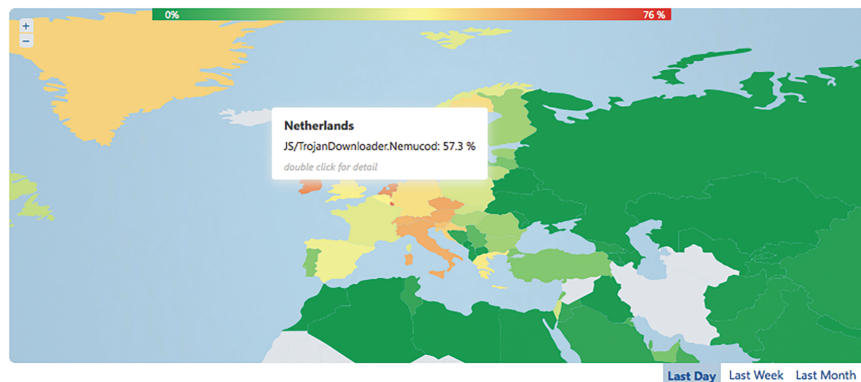 0%
76 %
+
−
Netherlands
JS/TrojanDownloader.Nemucod: 57.3 %
double click for detail
Last Day Last Week Last Month